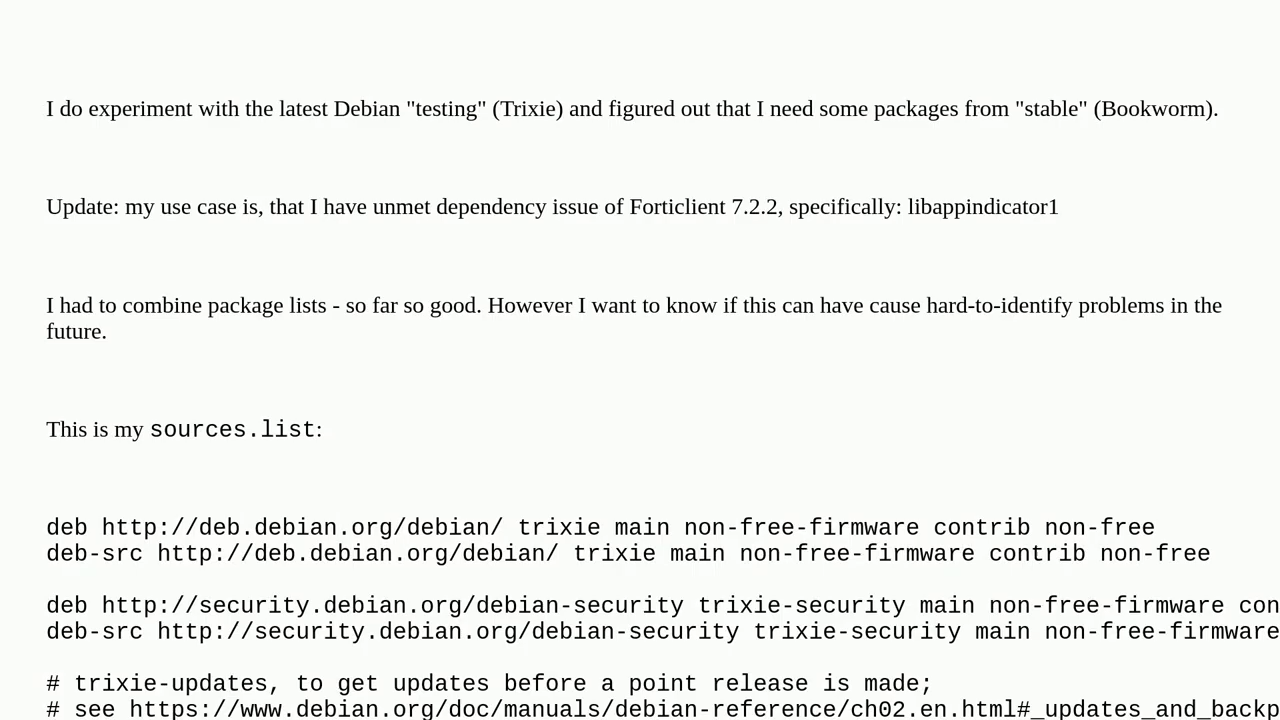 I do experiment with the latest Debian "testing" (Trixie) and figured out that I need some packages from "stable" (Bookworm).
Update: my use case is, that I have unmet dependency issue of Forticlient 7.2.2, specifically: libappindicator1
I had to combine package lists - so far so good. However I want to know if this can have cause hard-to-identify problems in the
future.
This is my sources.list:
deb http://deb.debian.org/debian/ trixie main non-free-firmware contrib non-free
deb-src http://deb.debian.org/debian/ trixie main non-free-firmware contrib non-free
deb http://security.debian.org/debian-security trixie-security main non-free-firmware con
deb-src http://security.debian.org/debian-security trixie-security main non-free-firmware
# trixie-updates, to get updates before a point release is made;
# see https://www.debian.org/doc/manuals/debian-reference/ch02.en.html#_updates_and_backp